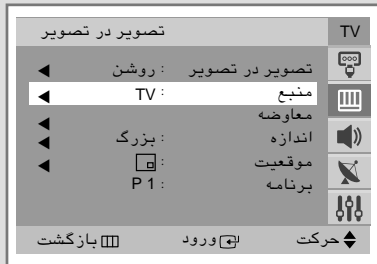 TV تصویر در تصویر
تصویر در تصویر : روشن
منبع : TV
معاوضه
اندازه : بزرگ
موقعیت :
برنامه : P 1
حرکت ورود بازگشت